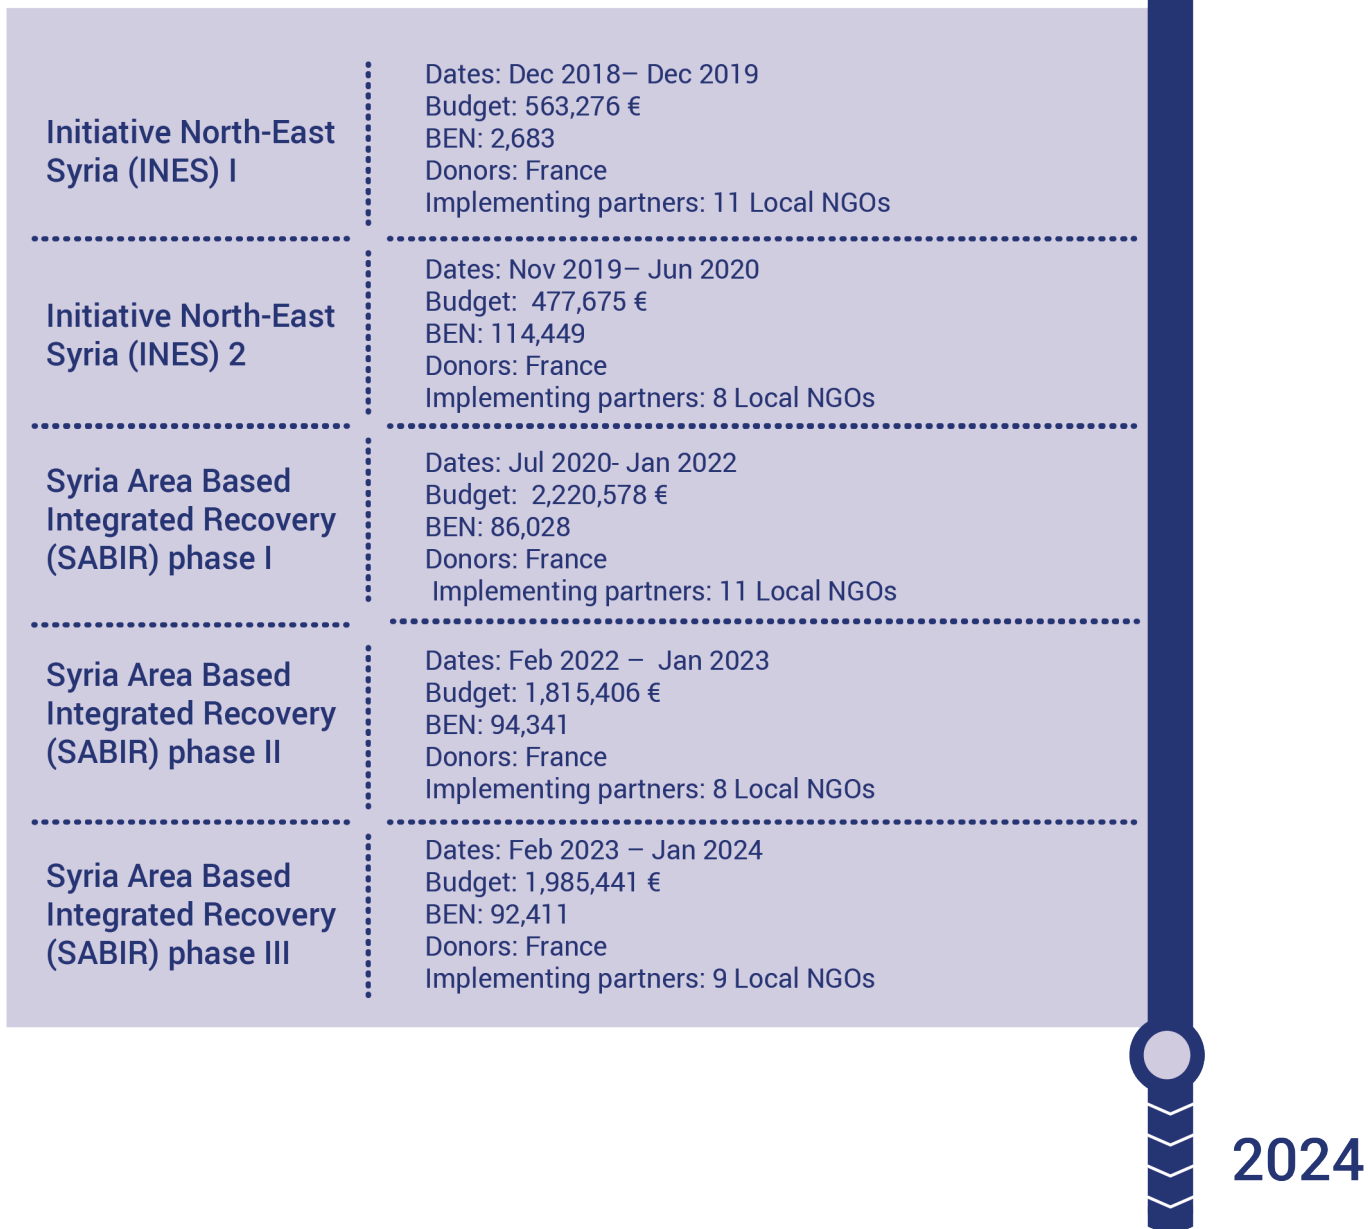 Initiative North-East
Syria (INES) I
Dates: Dec 2018– Dec 2019
Budget: 563,276 €
BEN: 2,683
Donors: France
Implementing partners: 11 Local NGOs
Initiative North-East
Syria (INES) 2
Dates: Nov 2019– Jun 2020
Budget:  477,675 €
BEN: 114,449
Donors: France
Implementing partners: 8 Local NGOs
Syria Area Based
Integrated Recovery
(SABIR) phase I
Dates: Jul 2020- Jan 2022
Budget:  2,220,578 €
BEN: 86,028
Donors: France
Implementing partners: 11 Local NGOs
Syria Area Based
Integrated Recovery
(SABIR) phase II
Dates: Feb 2022 –  Jan 2023
Budget: 1,815,406 €
BEN: 94,341
Donors: France
Implementing partners: 8 Local NGOs
Syria Area Based
Integrated Recovery
(SABIR) phase III
Dates: Feb 2023 – Jan 2024
Budget: 1,985,441 €
BEN: 92,411
Donors: France
Implementing partners: 9 Local NGOs
2024